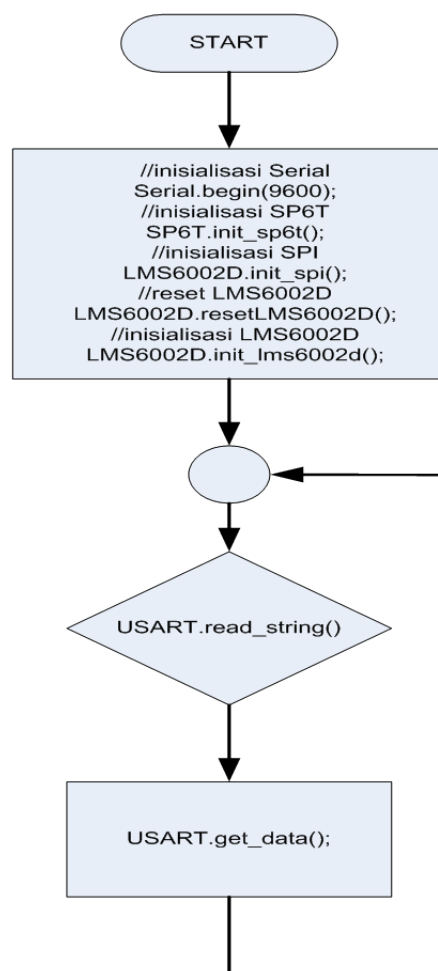 START
//inisialisasi Serial
Serial.begin(9600);
//inisialisasi SP6T
SP6T.init_sp6t();
//inisialisasi SPI
LMS6002D.init_spi();
//reset LMS6002D
LMS6002D.resetLMS6002D();
//inisialisasi LMS6002D
LMS6002D.init_lms6002d();
USART.read_string()
USART.get_data();